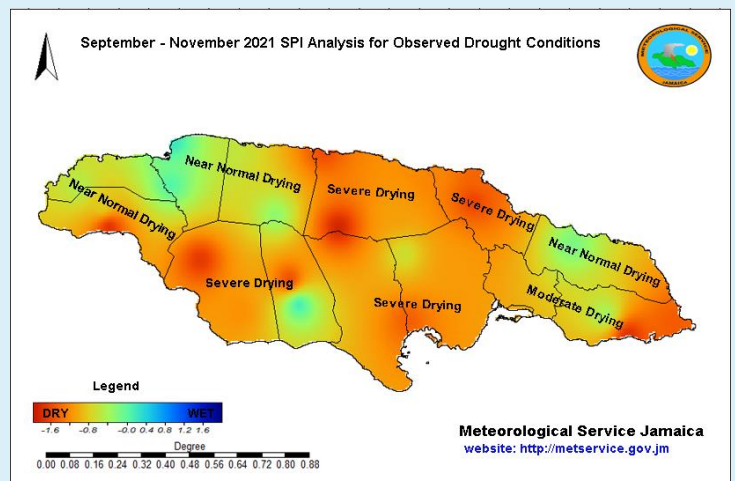 September - November 2021 SPI Analysis for Observed Drought Conditions
METEOROLOGICAL SERVICE
JAMAICA
Near Normal Drying
Near Normal Drying
Severe Drying
Severe Drying
Near Normal Drying
Severe Drying
Severe Drying
Moderate Drying
Legend
DRY WET
-1.6 -0.8 -0.0 0.4 0.8 1.2 1.6
Degree
0.00 0.08 0.16 0.24 0.32 0.40 0.48 0.56 0.64 0.72 0.80 0.88
Meteorological Service Jamaica
website: http://metservice.gov.jm